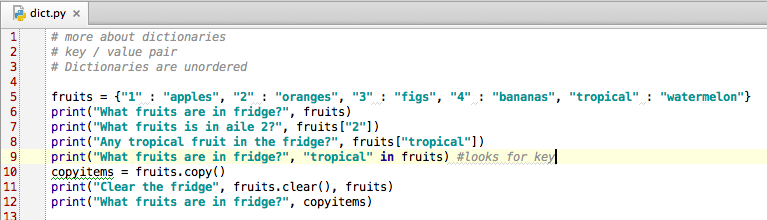 dict.py ×
1 # more about dictionaries
2 # key / value pair
3 # Dictionaries are unordered
4
5 fruits = {"1" : "apples", "2" : "oranges", "3" : "figs", "4" : "bananas", "tropical" : "watermelon"}
6 print("What fruits are in fridge?", fruits)
7 print("What fruits is in aile 2?", fruits["2"])
8 print("Any tropical fruit in the fridge?", fruits["tropical"])
9 print("What fruits are in fridge?", "tropical" in fruits) #looks for key
10 copyitems = fruits.copy()
11 print("Clear the fridge", fruits.clear(), fruits)
12 print("What fruits are in fridge?", copyitems)
13